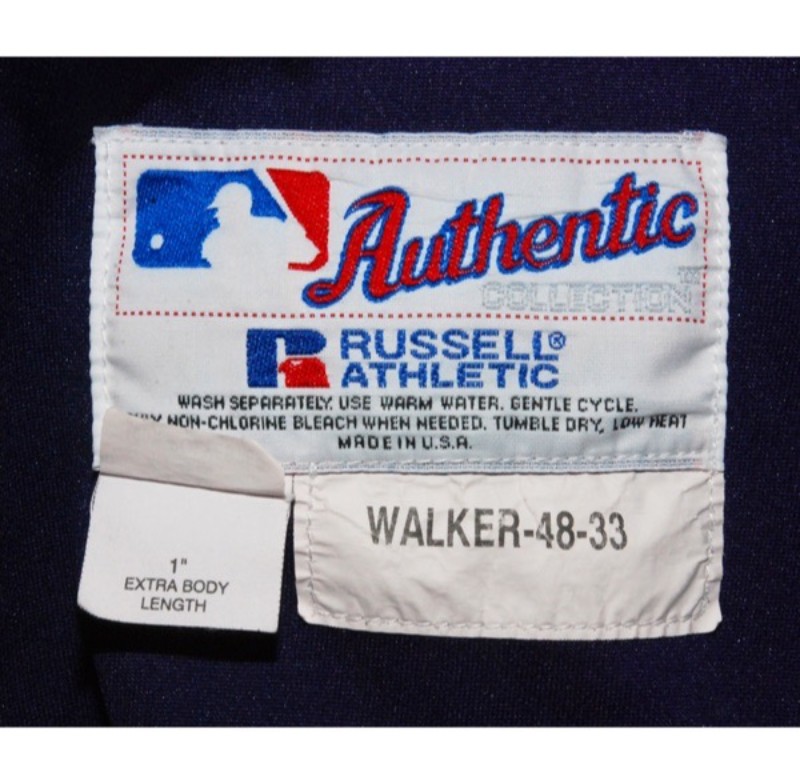 Authentic
COLLECTION TM
RUSSELL®
ATHLETIC
WASH SEPARATELY. USE WARM WATER. GENTLE CYCLE.
NON-CHLORINE BLEACH WHEN NEEDED. TUMBLE DRY, LOW HEAT
MADE IN U.S.A.
WALKER-48-33
1"
EXTRA BODY
LENGTH